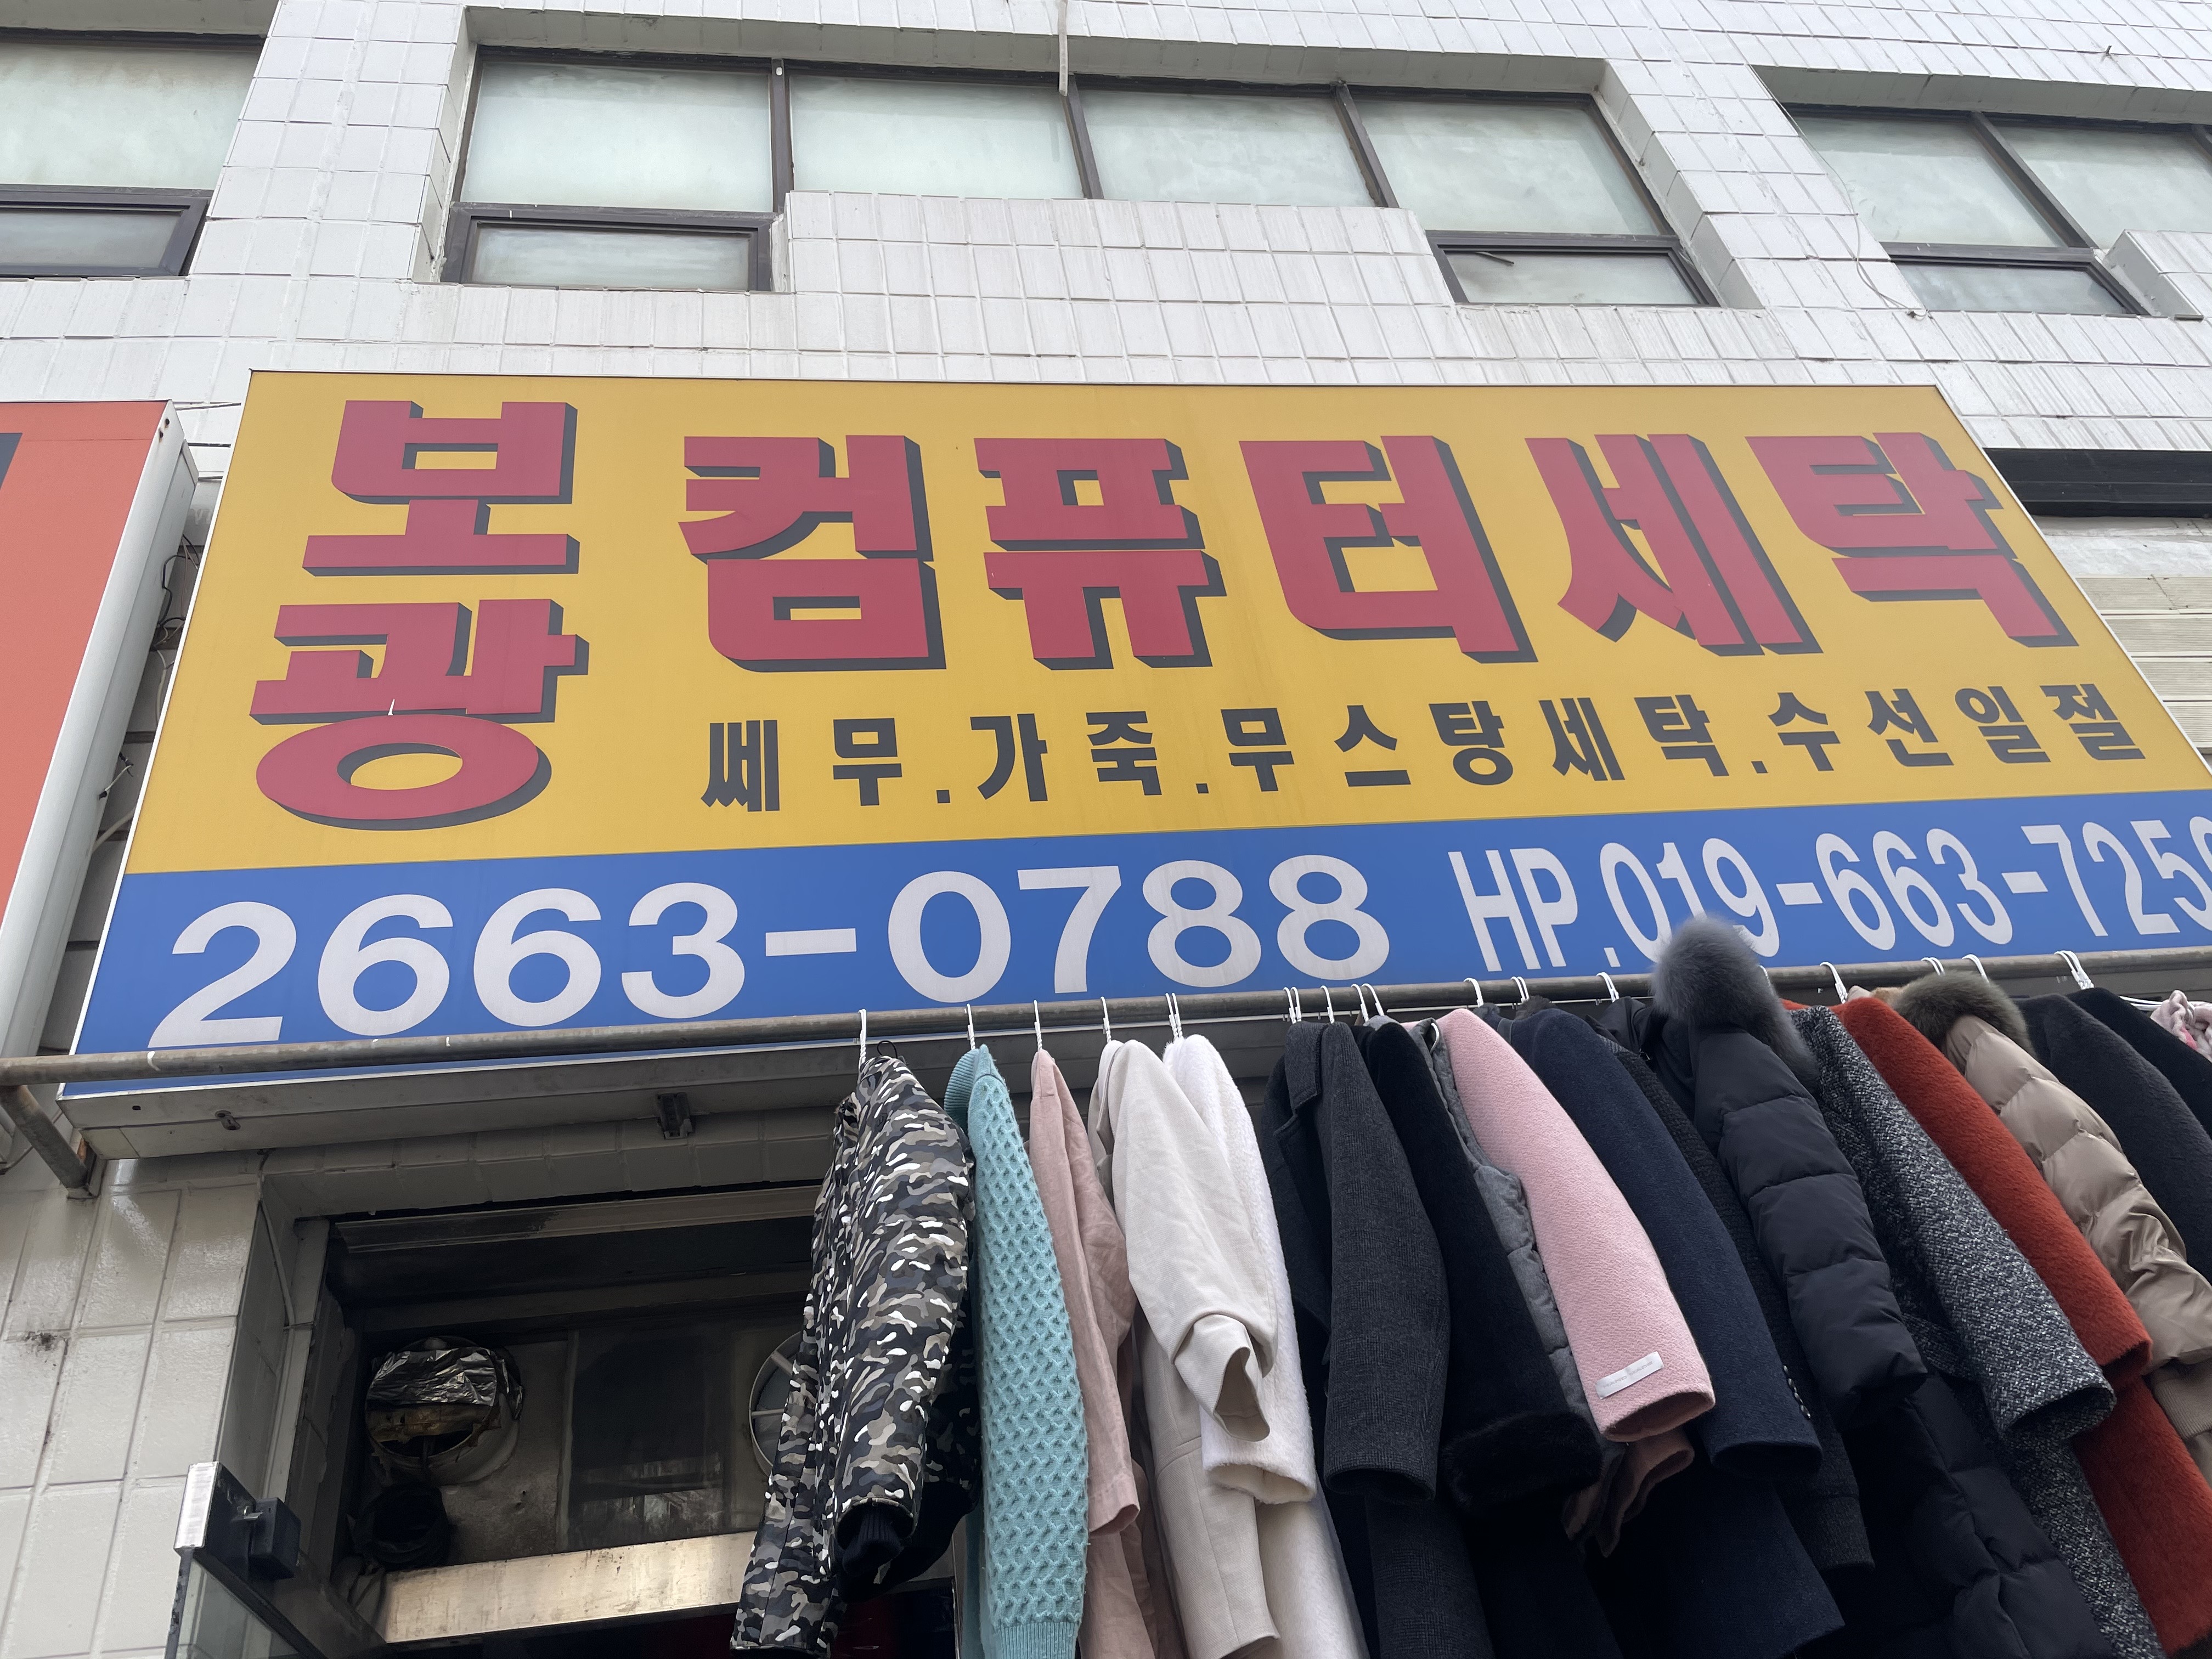 보광 컴퓨터세탁
쎄무.가죽.무스탕세탁.수선일절
2663-0788 HP.019-663-725